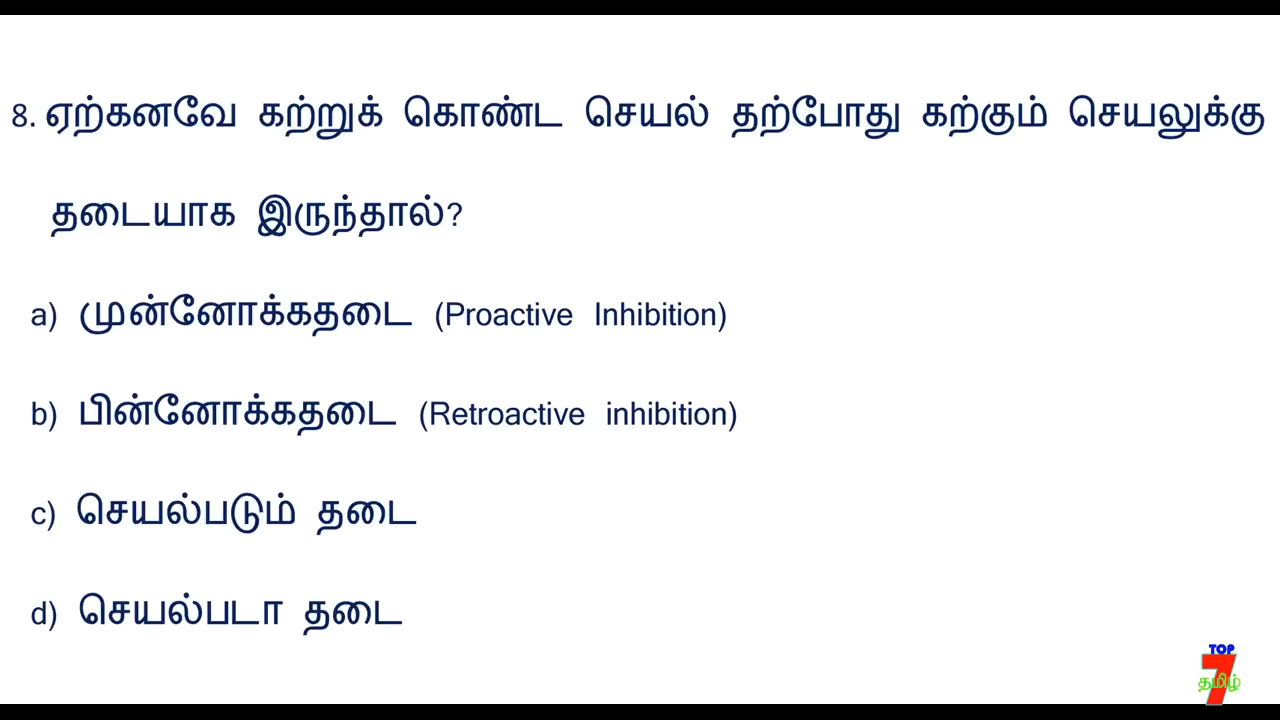 8. ஏற்கனவே கற்றுக் கொண்ட செயல் தற்போது கற்கும் செயலுக்கு
தடையாக இருந்தால்?
a) முன்னோக்கதடை (Proactive Inhibition)
b) பின்னோக்கதடை (Retroactive inhibition)
c) செயல்படும் தடை
d) செயல்படா தடை
TOP
7
தமிழ்